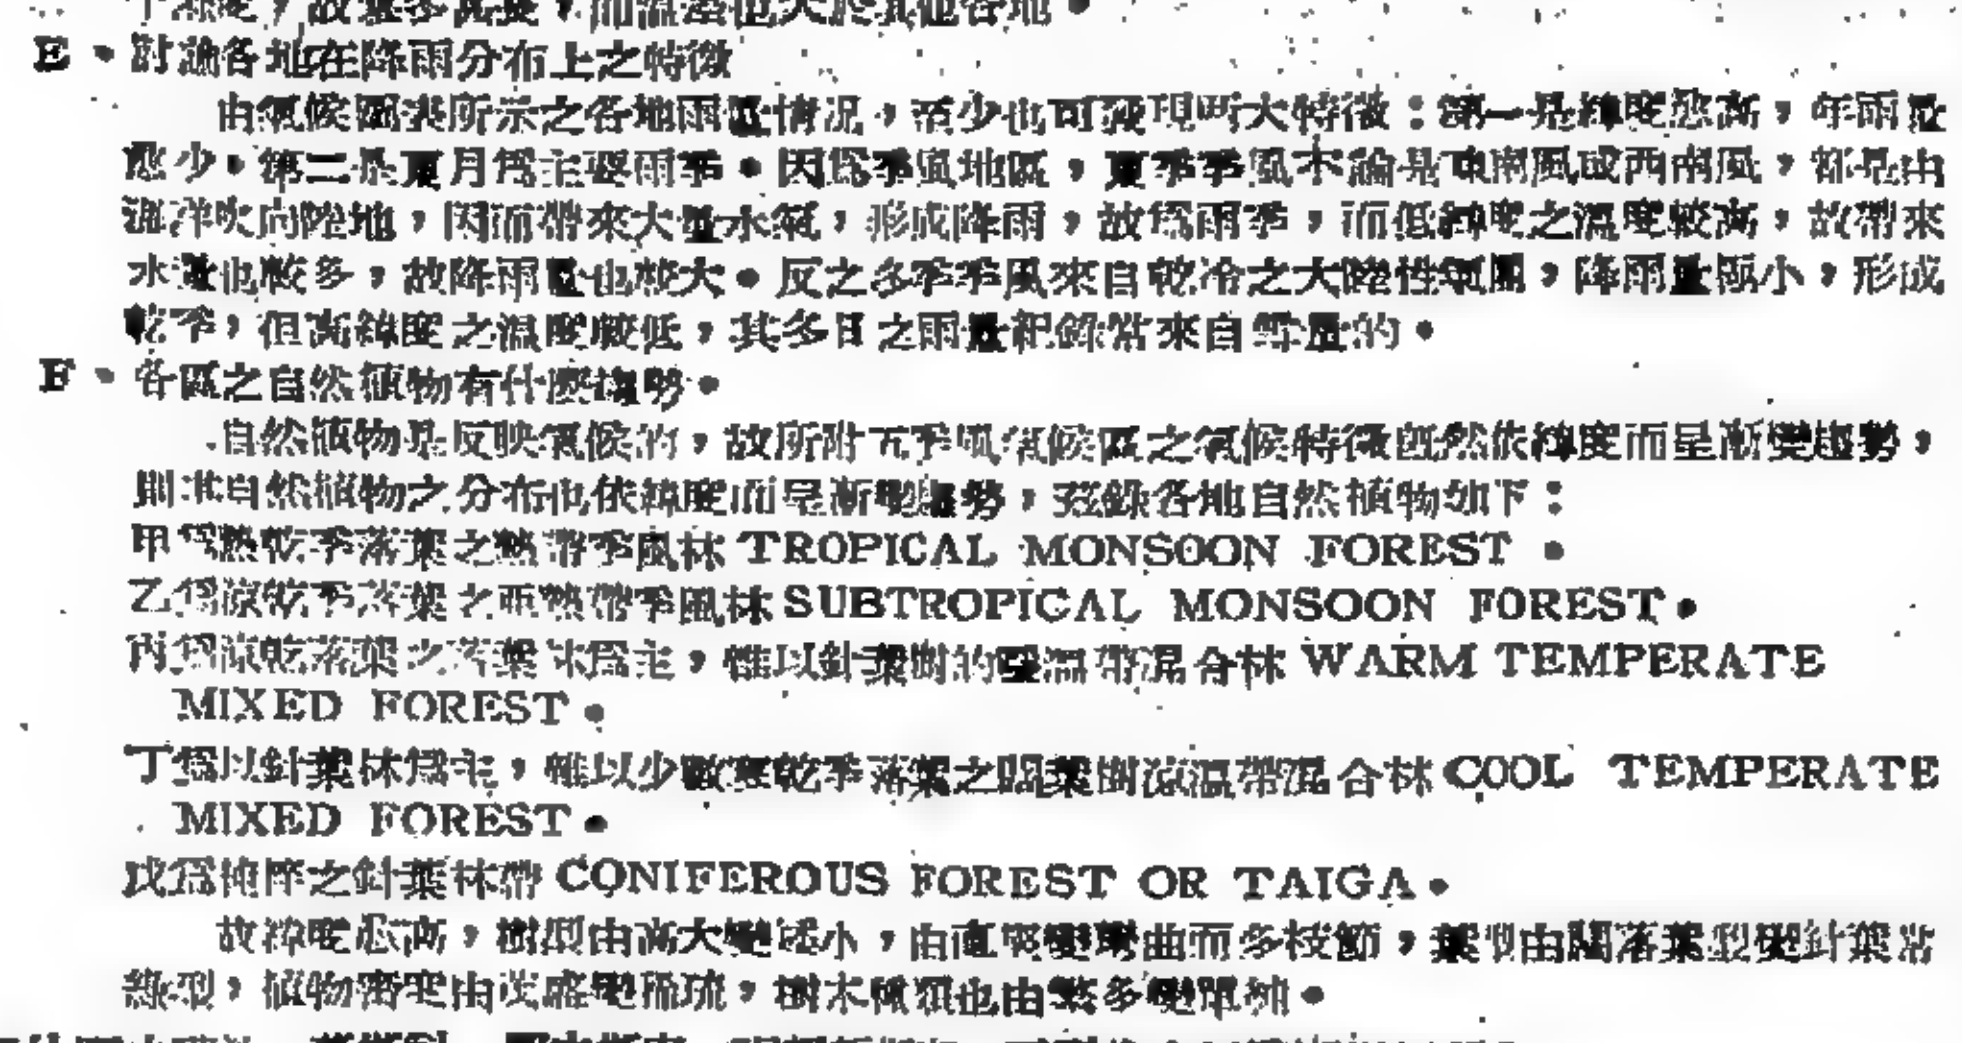 E．討論各地在降雨分布上之特徵
由氣候圖表所示之各地雨量情況，至少也可發現兩大特徵：第一是緯度愈高，年雨量
愈少，第二是夏月爲主要雨季。因爲季風地區，夏季季風不論是東南風或西南風，都是由
海洋吹向陸地，因而帶來大量水氣，形成降雨，故爲雨季，而低緯度之溫度較高，故帶來
水量也較多，故降雨量也較大。反之冬季季風來自乾冷之大陸性氣團，降雨量極小，形成
乾季，但高緯度之溫度較低，其冬日之雨量紀錄常來自雪量的。
F．各區之自然植物有什麼趨勢。
自然植物是反映氣候的，故所附五季風氣候區之氣候特徵既然依緯度而呈漸變趨勢，
則其自然植物之分布也依緯度而呈漸變趨勢，茲錄各地自然植物如下：
甲爲熱乾季落葉之熱帶季風林 TROPICAL MONSOON FOREST。
乙爲涼乾季落葉之亞熱帶季風林 SUBTROPICAL MONSOON FOREST。
丙爲涼乾落葉之落葉林爲主，雜以針葉樹的暖溫帶混合林 WARM TEMPERATE
MIXED FOREST。
丁爲以針葉林爲主，雜以少數寒乾季落葉之闊葉樹涼溫帶混合林 COOL TEMPERATE
MIXED FOREST。
戊爲純粹之針葉林帶 CONIFEROUS FOREST OR TAIGA。
故緯度愈高，樹型由高大變矮小，由直變彎曲而多枝節，葉型由闊落葉型變針葉常
綠型，植物密度由茂盛變稀疏，樹木種類也由繁多變單純。